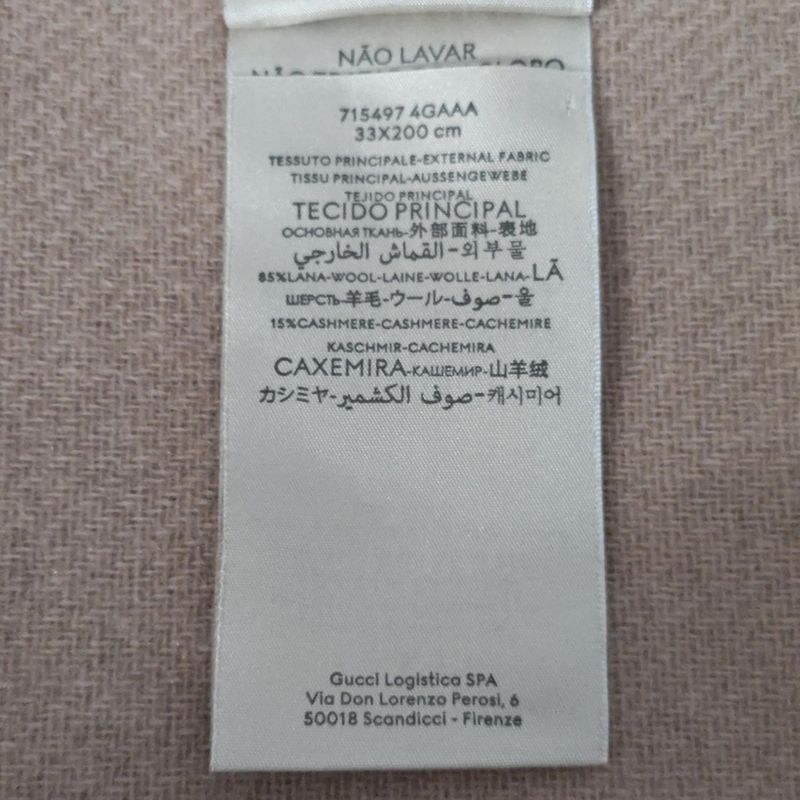 NÃO LAVAR
715497 4GAAA
33X200 cm
TESSUTO PRINCIPALE-EXTERNAL FABRIC
TISSU PRINCIPAL-AUSSENGEWEBE
TEJIDO PRINCIPAL
TECIDO PRINCIPAL
ОСНОВНАЯ ТКАНЬ-外部面料-表地
외부물-القماش الخارجي
85%LANA-WOOL-LAINE-WOLLE-LANA-LÃ
ШЕРСТЬ-羊毛-ウール-صوف-울
15%CASHMERE-CASHMERE-CACHEMIRE
KASCHMIR-CACHEMIRA
CAXEMIRA-КАШЕМИР-山羊绒
カシミヤ-صوف الكشمير-캐시미어
Gucci Logistica SPA
Via Don Lorenzo Perosi, 6
50018 Scandicci - Firenze